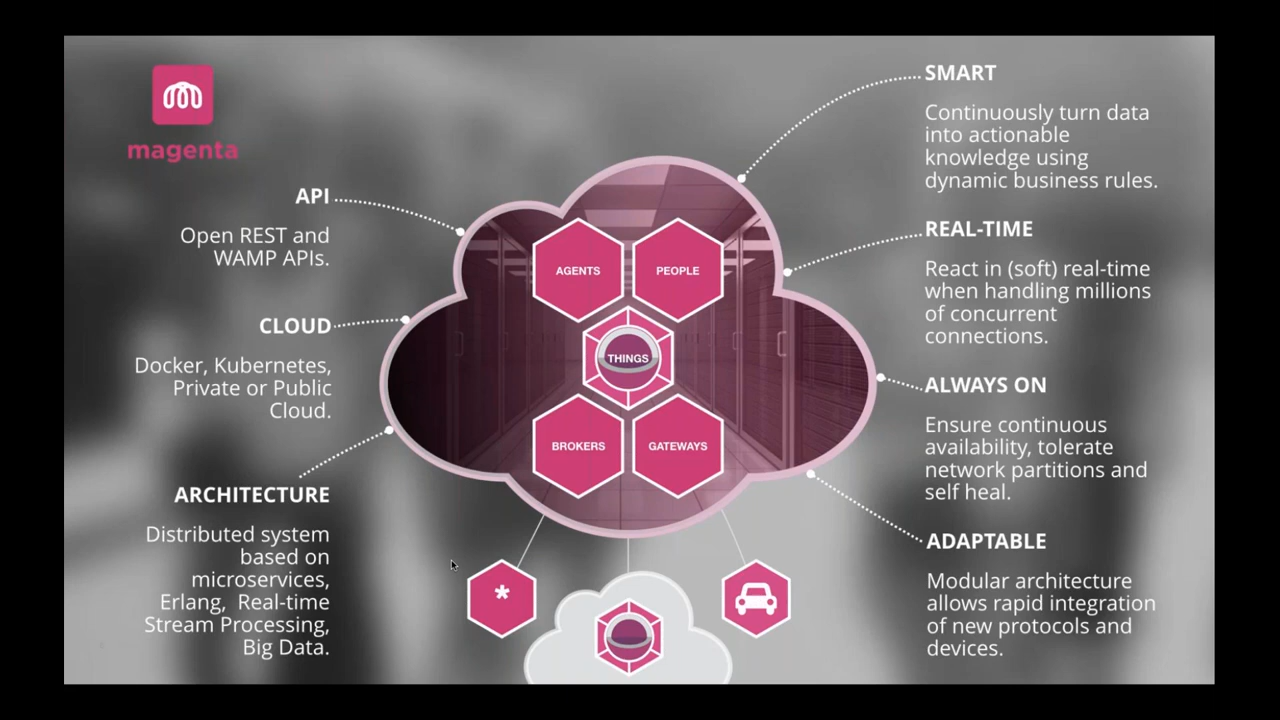 magenta
API
Open REST and
WAMP APIs.
CLOUD
Docker, Kubernetes,
Private or Public
Cloud.
ARCHITECTURE
Distributed system
based on
microservices,
Erlang, Real-time
Stream Processing,
Big Data.
AGENTS
PEOPLE
THINGS
BROKERS
GATEWAYS
*
SMART
Continuously turn data
into actionable
knowledge using
dynamic business rules.
REAL-TIME
React in (soft) real-time
when handling millions
of concurrent
connections.
ALWAYS ON
Ensure continuous
availability, tolerate
network partitions and
self heal.
ADAPTABLE
Modular architecture
allows rapid integration
of new protocols and
devices.